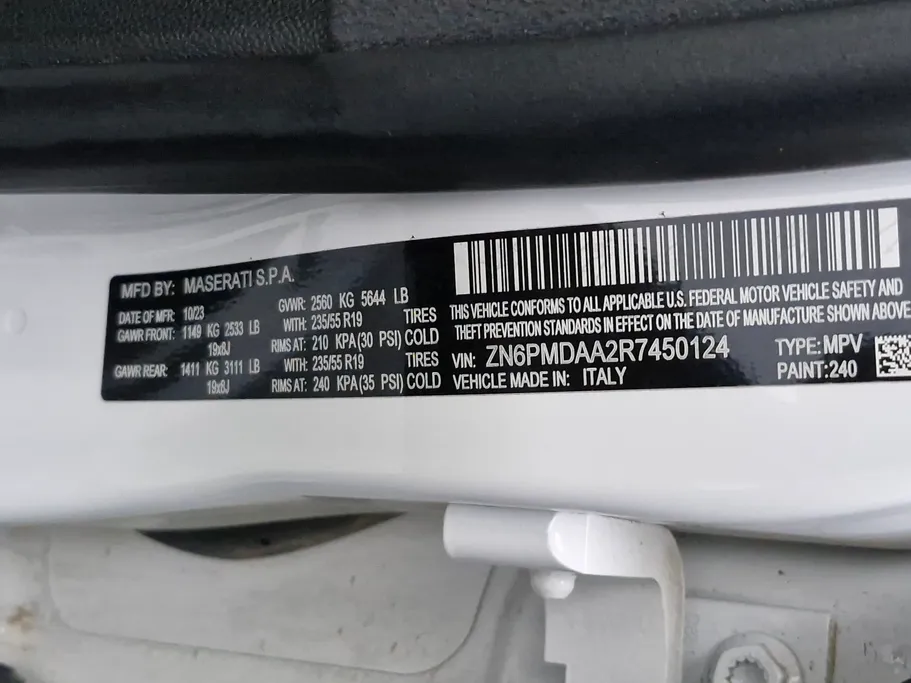 MFD BY: MASERATI S.P.A.
DATE OF MFR: 10/23 GVWR: 2560 KG 5644 LB
GAWR FRONT: 1149 KG 2533 LB WITH: 235/55 R19 TIRES
19x8J RIMS AT: 210 KPA(30 PSI) COLD
GAWR REAR: 1411 KG 3111 LB WITH: 235/55 R19 TIRES
19x8J RIMS AT: 240 KPA(35 PSI) COLD
THIS VEHICLE CONFORMS TO ALL APPLICABLE U.S. FEDERAL MOTOR VEHICLE SAFETY AND
THEFT PREVENTION STANDARDS IN EFFECT ON THE DATE OF MANUFACTURE SHOWN ABOVE
VIN: ZN6PMDAA2R7450124 TYPE: MPV
VEHICLE MADE IN: ITALY PAINT:240